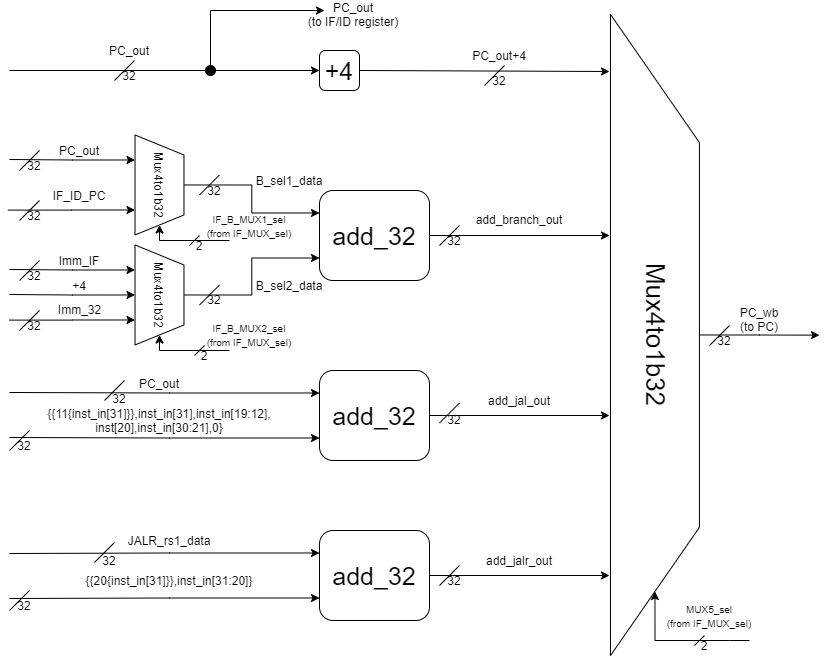 PC_out
(to IF/ID register)
PC_out
32
+4
PC_out+4
32
PC_out
32
IF_ID_PC
32
Mux4to1b32
32
B_sel1_data
IF_B_MUX1_sel
(from IF_MUX_sel)
2
Imm_IF
32
+4
Imm_32
32
Mux4to1b32
32
B_sel2_data
IF_B_MUX2_sel
(from IF_MUX_sel)
2
add_32
add_branch_out
32
PC_out
32
{{11{inst_in[31]}},inst_in[31],inst_in[19:12],
inst[20],inst_in[30:21],0}
32
add_32
add_jal_out
32
JALR_rs1_data
32
{{20{inst_in[31]}},inst_in[31:20]}
32
add_32
add_jalr_out
32
Mux4to1b32
PC_wb
(to PC)
32
MUX5_sel
(from IF_MUX_sel)
2